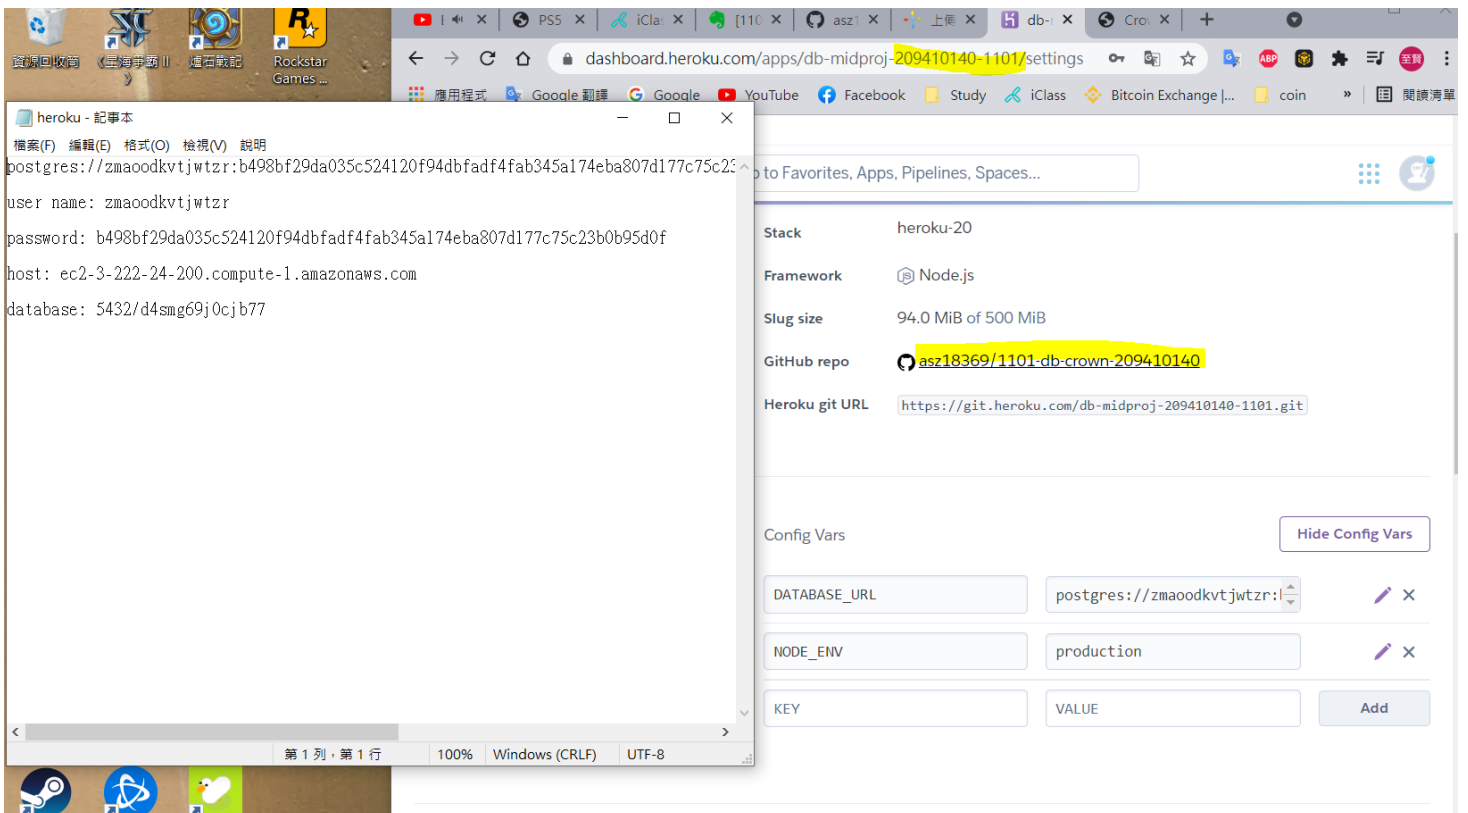 資源回收筒
《星海爭霸 II
》
爐石戰記
Rockstar
Games ...
PS5
iClas
[110
asz1
上傳
db-
Cro
dashboard.heroku.com/apps/db-midproj-209410140-1101/settings
ABP
至賢
應用程式
Google 翻譯
Google
YouTube
Facebook
Study
iClass
Bitcoin Exchange |...
coin
»
閱讀清單
heroku - 記事本
檔案(F) 編輯(E) 格式(O) 檢視(V) 說明
postgres://zmaoodkvtjwtzr:b498bf29da035c524120f94dbfadf4fab345a174eba807d177c75c23
user name: zmaoodkvtjwtzr
password: b498bf29da035c524120f94dbfadf4fab345a174eba807d177c75c23b0b95d0f
host: ec2-3-222-24-200.compute-1.amazonaws.com
database: 5432/d4smg69j0cjb77
第 1 列，第 1 行
100%
Windows (CRLF)
UTF-8
to Favorites, Apps, Pipelines, Spaces...
Stack
heroku-20
Framework
Node.js
Slug size
94.0 MiB of 500 MiB
GitHub repo
asz18369/1101-db-crown-209410140
Heroku git URL
https://git.heroku.com/db-midproj-209410140-1101.git
Config Vars
Hide Config Vars
DATABASE_URL
postgres://zmaoodkvtjwtzr:
NODE_ENV
production
KEY
VALUE
Add